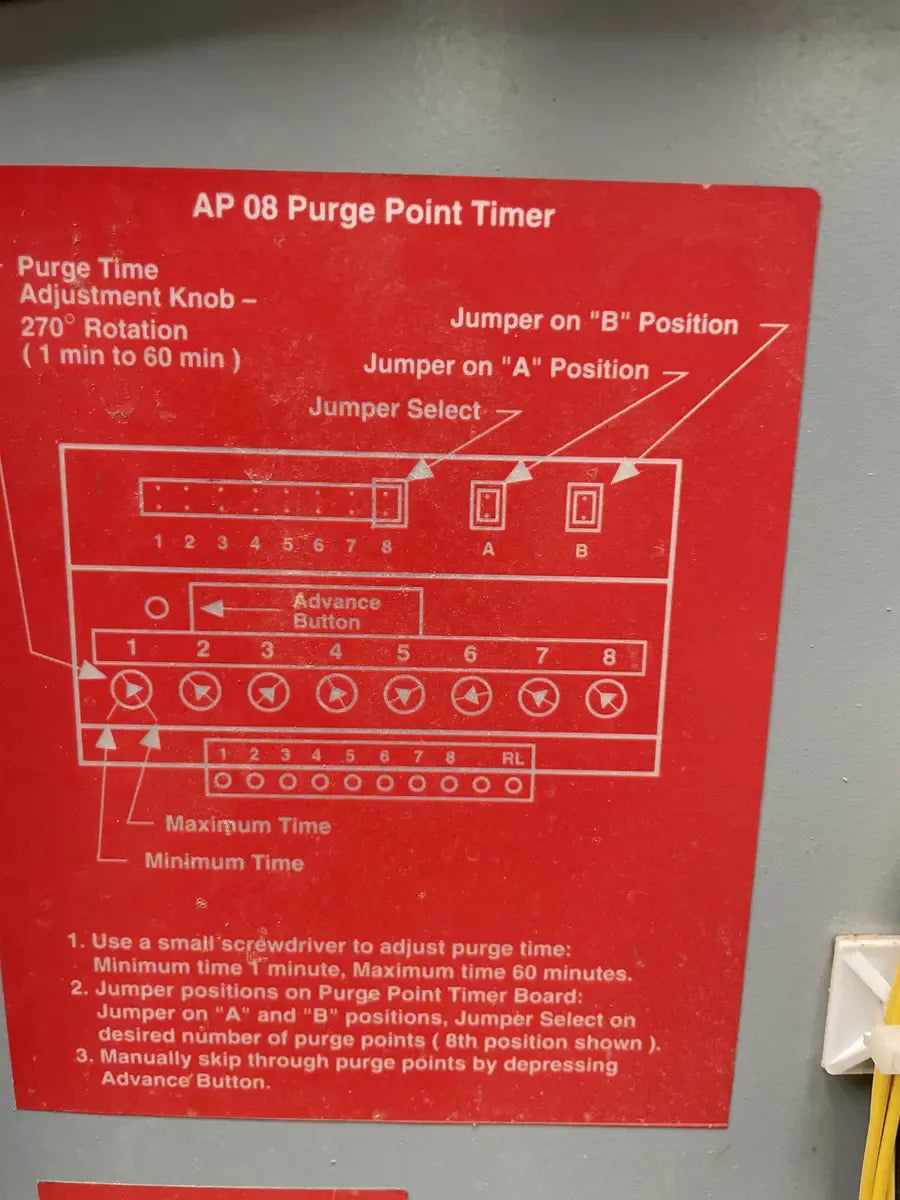 AP 08 Purge Point Timer
Purge Time
Adjustment Knob –
270° Rotation
( 1 min to 60 min )
Jumper on "B" Position
Jumper on "A" Position
Jumper Select
1 2 3 4 5 6 7 8
A
B
Advance
Button
1 2 3 4 5 6 7 8
1 2 3 4 5 6 7 8 RL
Maximum Time
Minimum Time
1. Use a small screwdriver to adjust purge time:
Minimum time 1 minute, Maximum time 60 minutes.
2. Jumper positions on Purge Point Timer Board:
Jumper on "A" and "B" positions, Jumper Select on
desired number of purge points ( 8th position shown ).
3. Manually skip through purge points by depressing
Advance Button.